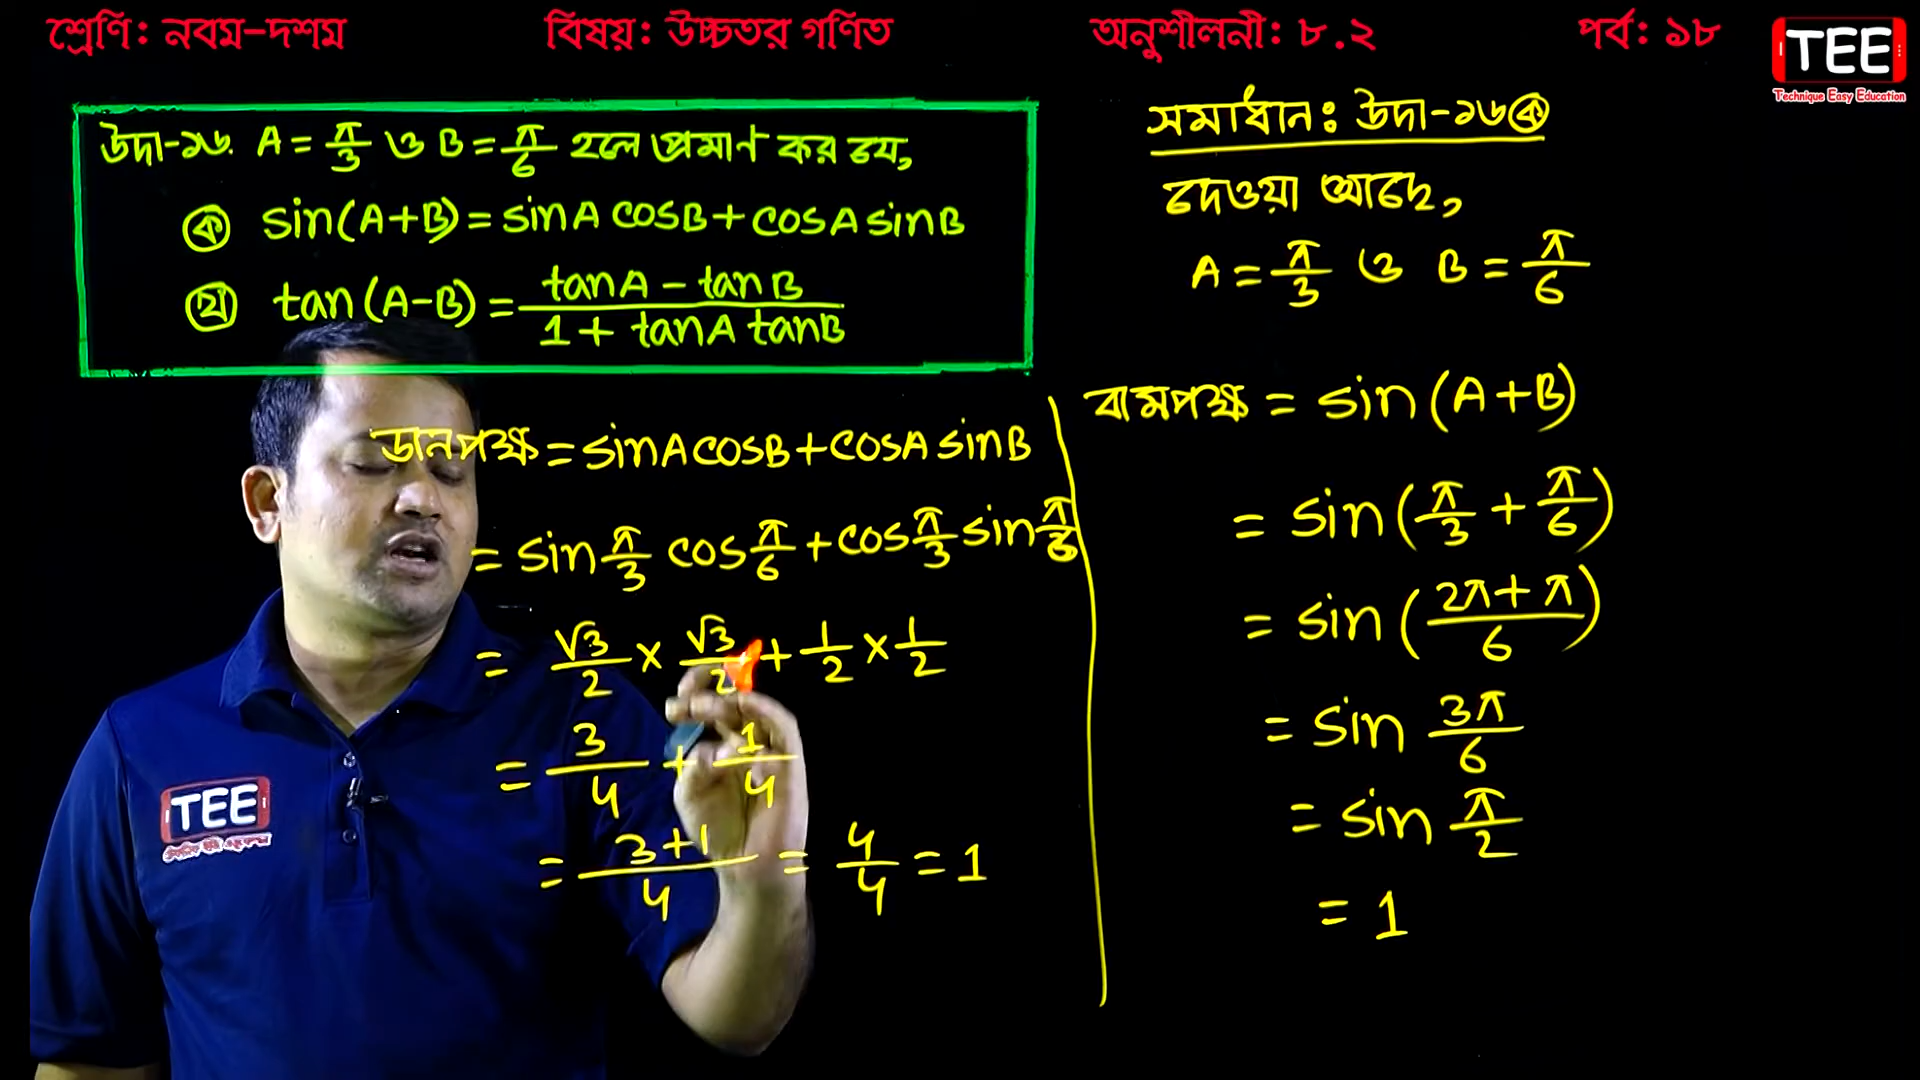 শ্রেণি: নবম-দশম বিষয়: উচ্চতর গণিত অনুশীলনী: ৮.২ পর্ব: ১৮
TEE
Technique Easy Education
উদা-১৬. A = π/3 ও B = π/6 হলে প্রমাণ কর যে,
ক sin(A+B) = sinA cosB + cosA sinB
খ tan(A-B) = (tanA - tanB)/(1 + tanA tanB)
সমাধান: উদা-১৬ ক
দেওয়া আছে,
A = π/3 ও B = π/6
বামপক্ষ = sin(A+B)
= sin(π/3 + π/6)
= sin((2π+π)/6)
= sin 3π/6
= sin π/2
= 1
ডানপক্ষ = sinA cosB + cosA sinB
= sin π/3 cos π/6 + cos π/3 sin π/6
= √3/2 × √3/2 + 1/2 × 1/2
= 3/4 + 1/4
= (3+1)/4 = 4/4 = 1
TEE